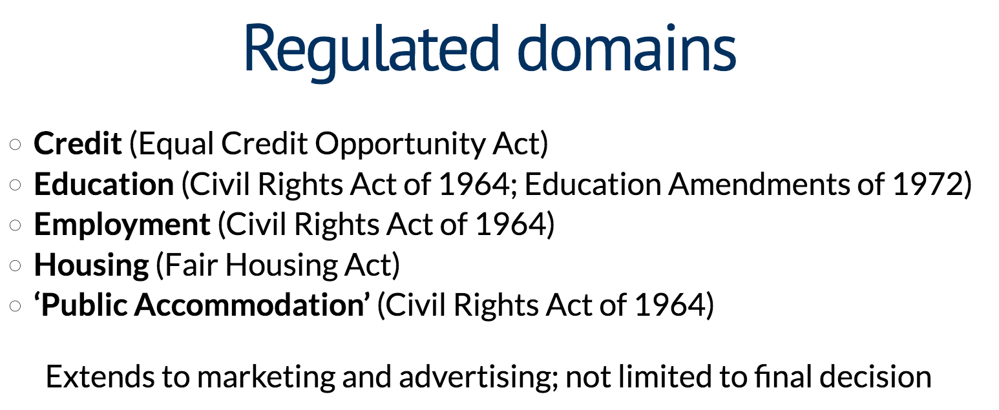 Regulated domains
Credit (Equal Credit Opportunity Act)
Education (Civil Rights Act of 1964; Education Amendments of 1972)
Employment (Civil Rights Act of 1964)
Housing (Fair Housing Act)
‘Public Accommodation’ (Civil Rights Act of 1964)
Extends to marketing and advertising; not limited to final decision